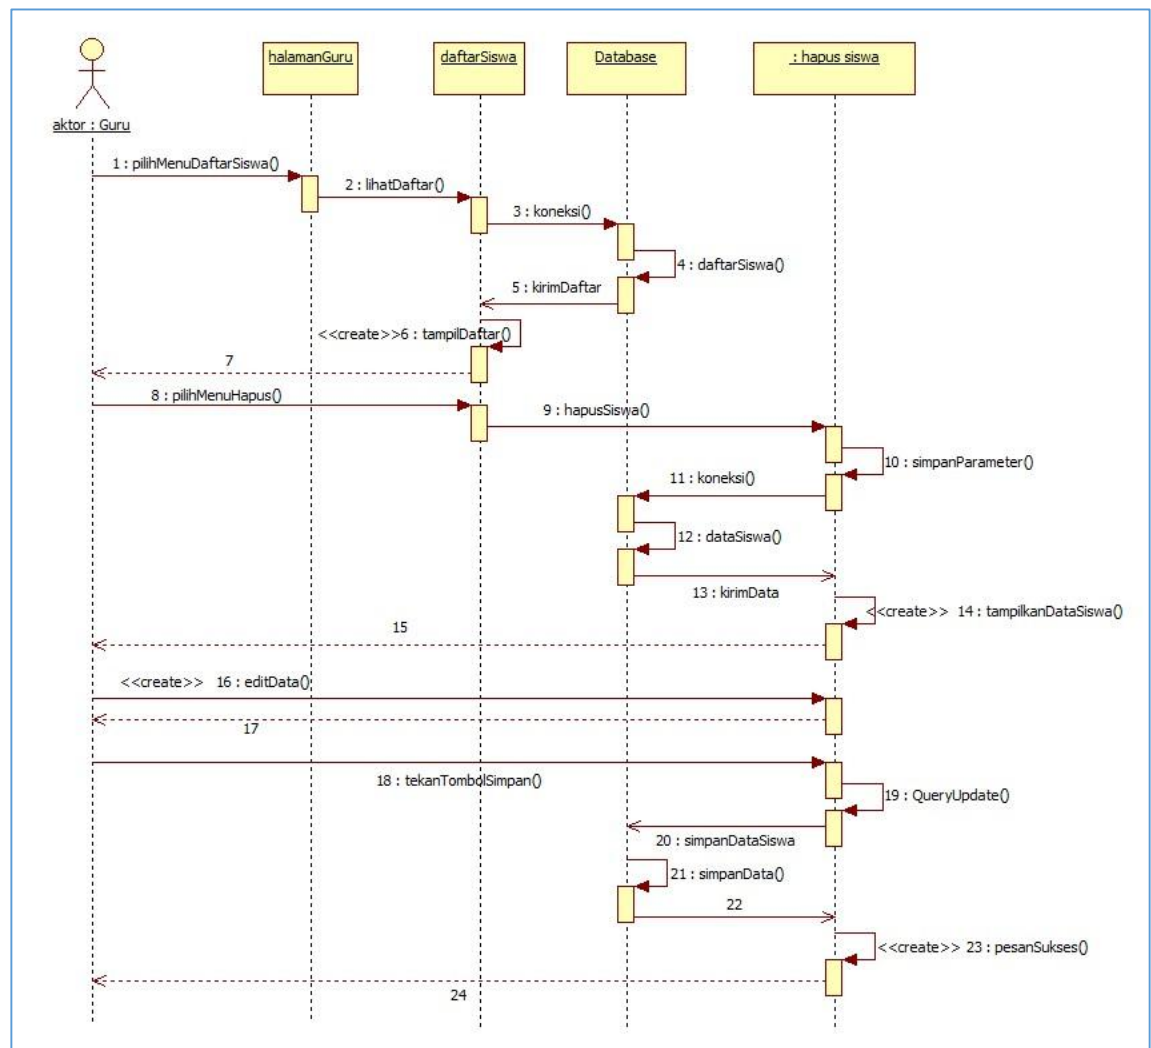 halamanGuru
daftarSiswa
Database
: hapus siswa
aktor : Guru
1 : pilihMenuDaftarSiswa()
2 : lihatDaftar()
3 : koneksi()
4 : daftarSiswa()
5 : kirimDaftar
<<create>>6 : tampilDaftar()
7
8 : pilihMenuHapus()
9 : hapusSiswa()
10 : simpanParameter()
11 : koneksi()
12 : dataSiswa()
13 : kirimData
<<create>> 14 : tampilkanDataSiswa()
15
<<create>> 16 : editData()
17
18 : tekanTombolSimpan()
19 : QueryUpdate()
20 : simpanDataSiswa
21 : simpanData()
22
<<create>> 23 : pesanSukses()
24